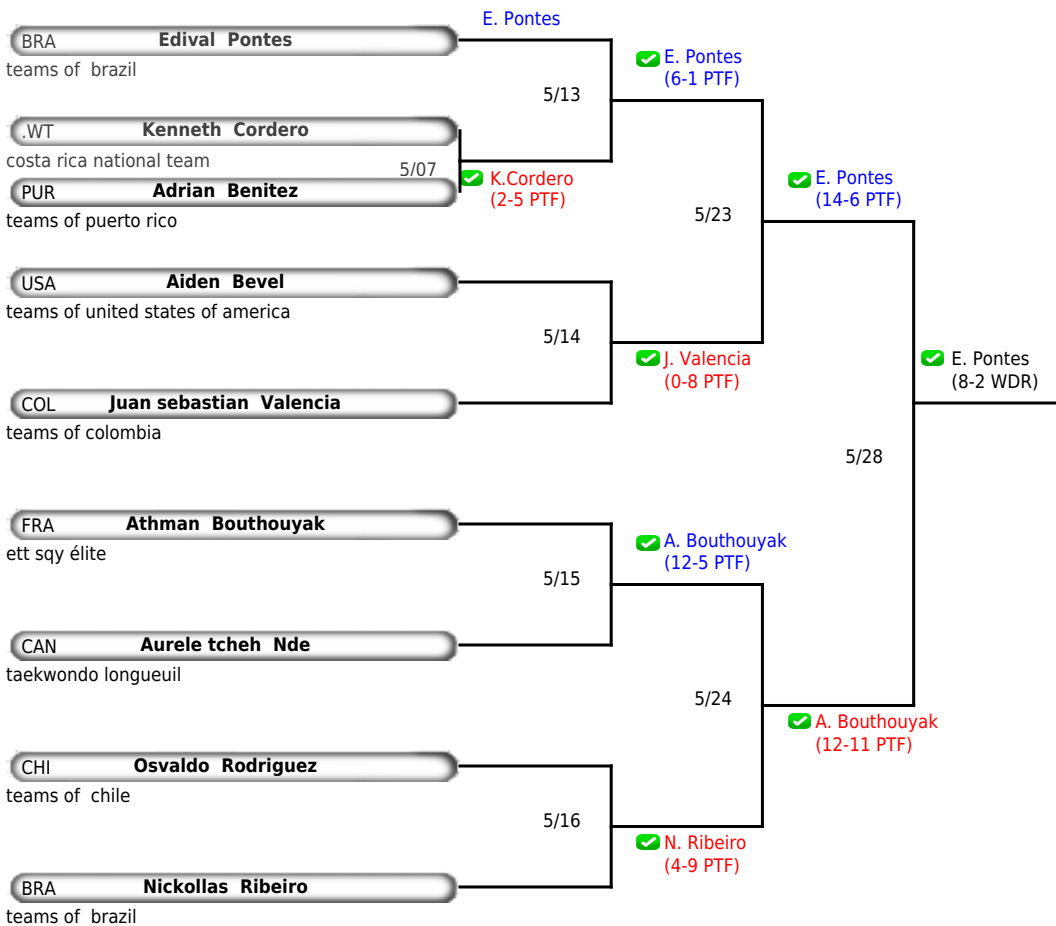 E. Pontes
BRA Edival Pontes
teams of brazil
E. Pontes
(6-1 PTF)
5/13
.WT Kenneth Cordero
costa rica national team
5/07
K.Cordero
(2-5 PTF)
PUR Adrian Benitez
teams of puerto rico
E. Pontes
(14-6 PTF)
5/23
USA Aiden Bevel
teams of united states of america
5/14
J. Valencia
(0-8 PTF)
COL Juan sebastian Valencia
teams of colombia
E. Pontes
(8-2 WDR)
5/28
FRA Athman Bouthouyak
ett sqy élite
A. Bouthouyak
(12-5 PTF)
5/15
CAN Aurele tcheh Nde
taekwondo longueuil
5/24
A. Bouthouyak
(12-11 PTF)
CHI Osvaldo Rodriguez
teams of chile
5/16
N. Ribeiro
(4-9 PTF)
BRA Nickollas Ribeiro
teams of brazil